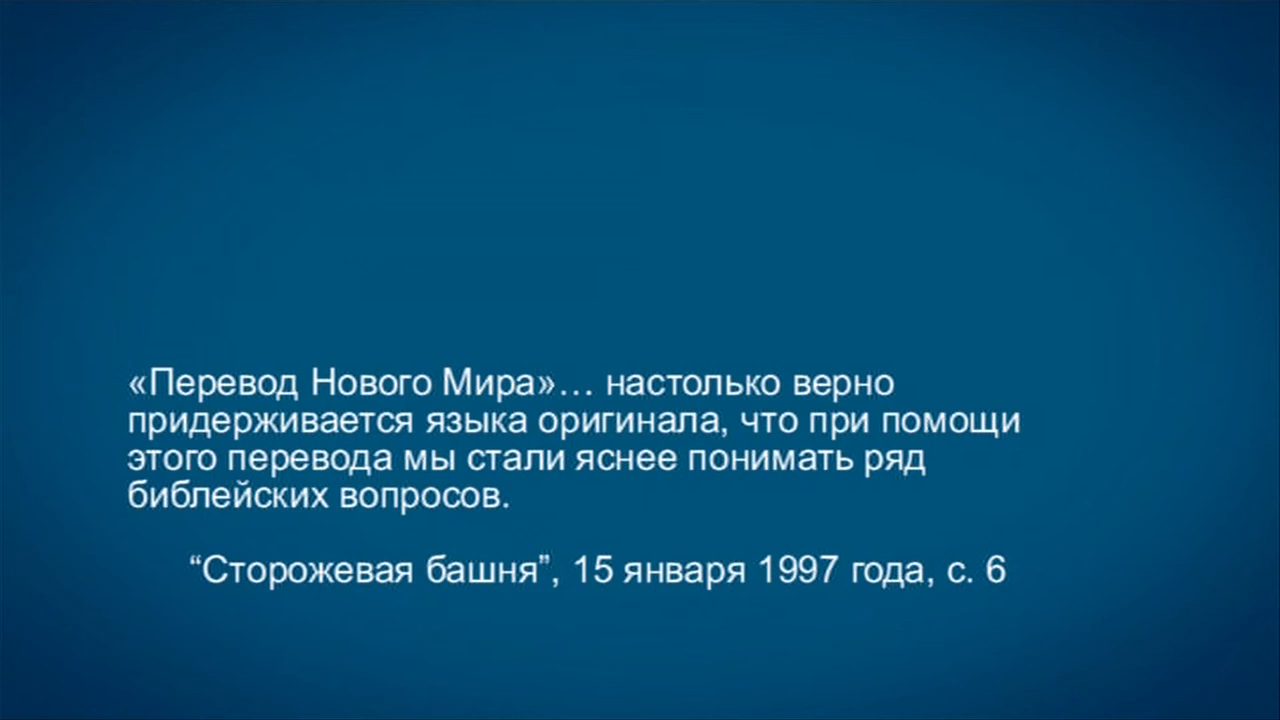 «Перевод Нового Мира»… настолько верно
придерживается языка оригинала, что при помощи
этого перевода мы стали яснее понимать ряд
библейских вопросов.
“Сторожевая башня”, 15 января 1997 года, с. 6